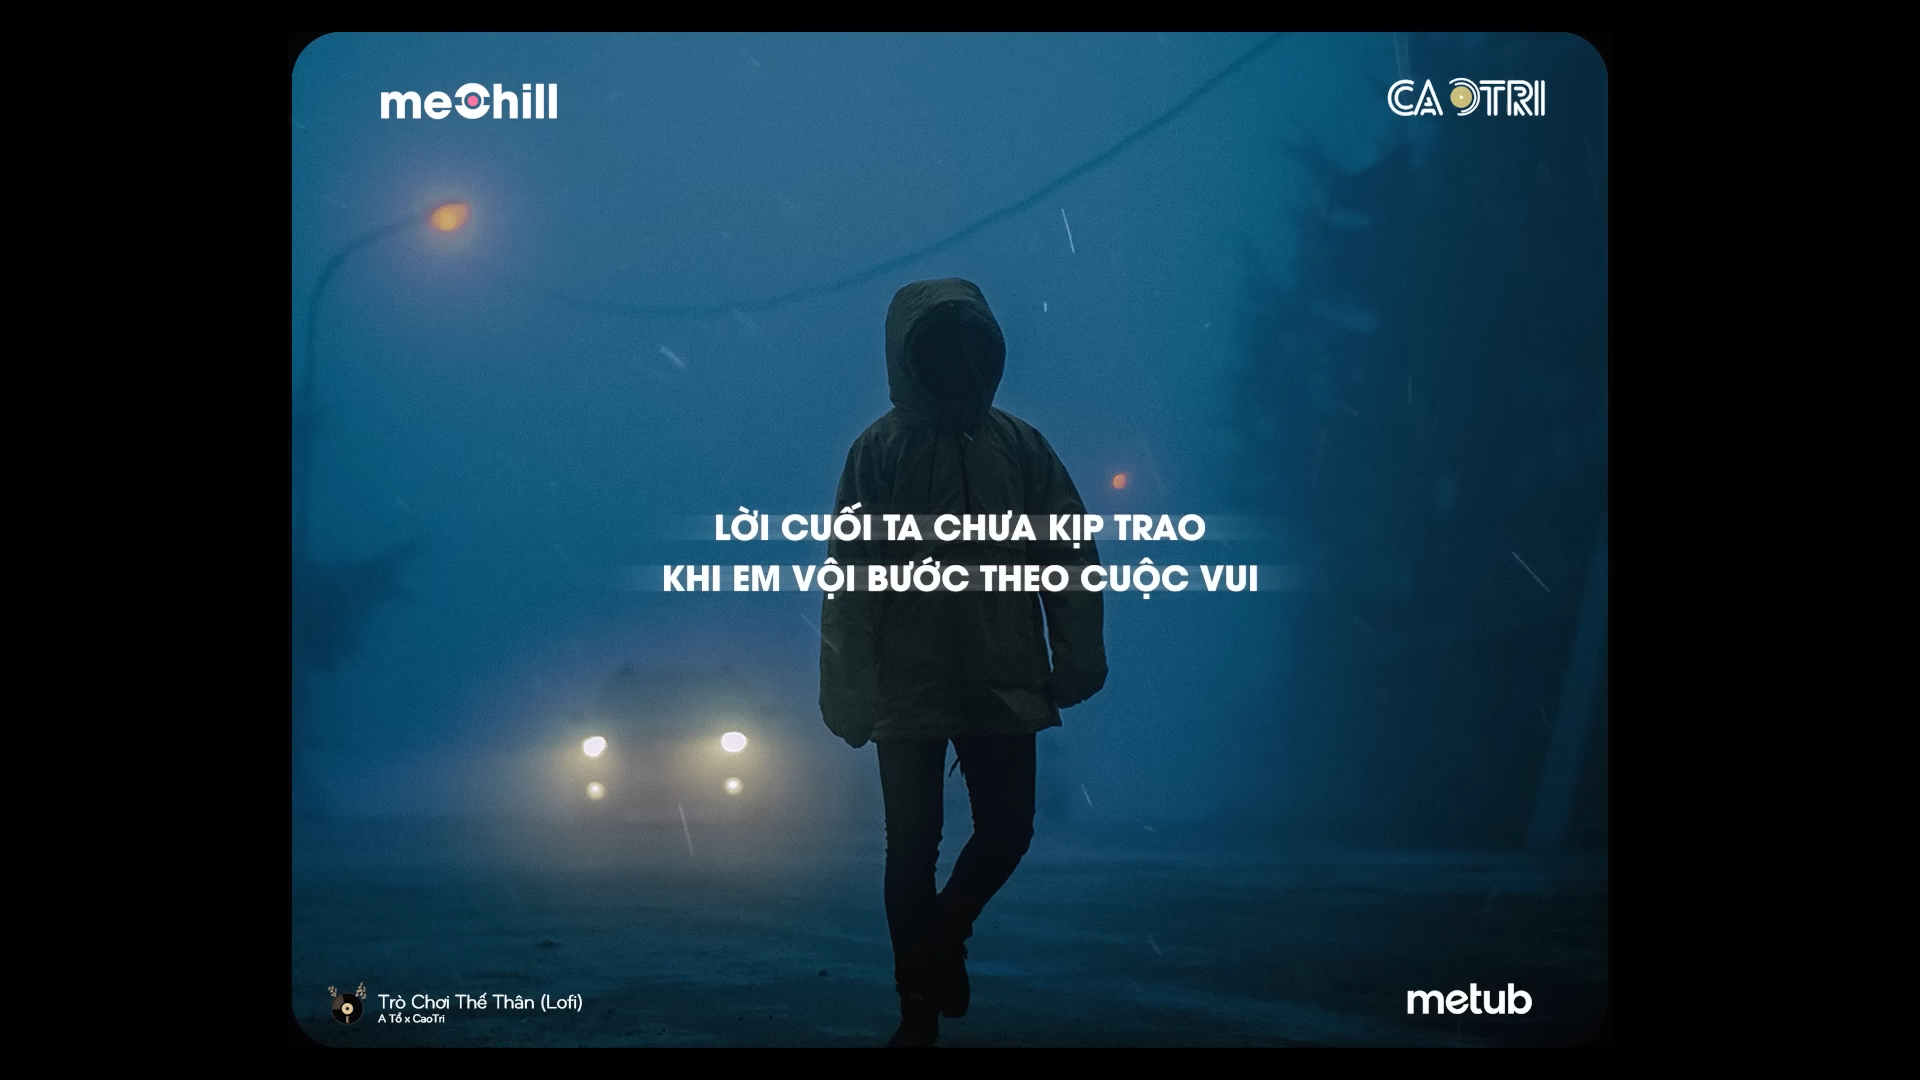 meChill
CAOTRI
LỜI CUỐI TA CHƯA KỊP TRAO
KHI EM VỘI BƯỚC THEO CUỘC VUI
Trò Chơi Thế Thân (Lofi)
A Tổ x CaoTri
metub